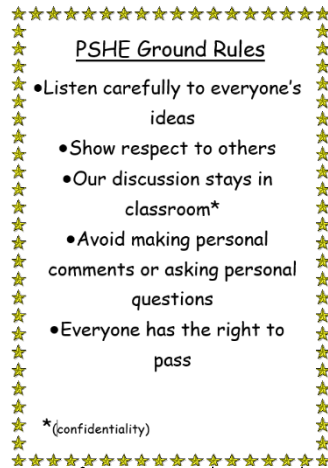 PSHE Ground Rules
•Listen carefully to everyone's
ideas
•Show respect to others
•Our discussion stays in
classroom*
•Avoid making personal
comments or asking personal
questions
•Everyone has the right to
pass
*(confidentiality)